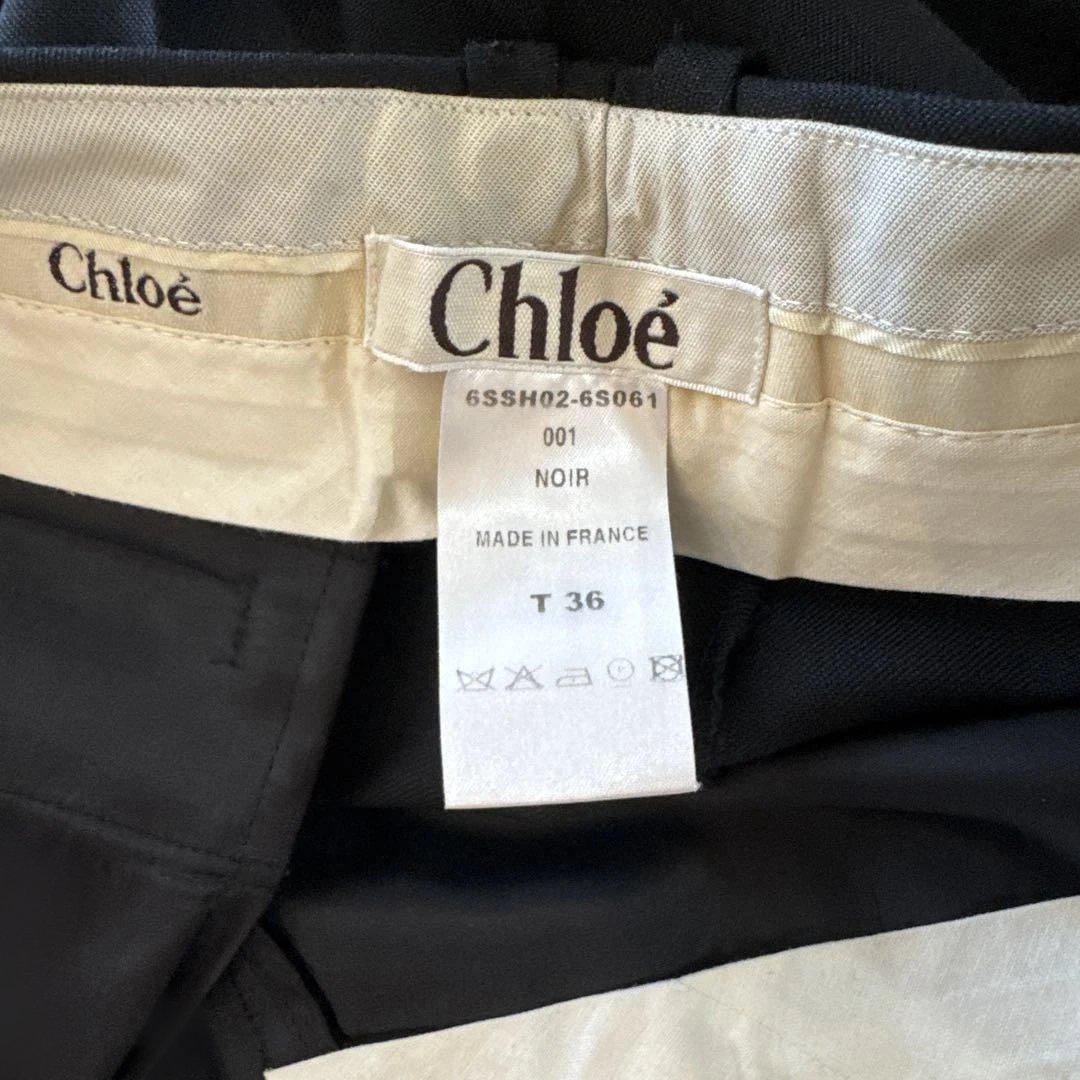 Chloé
Chloé
6SSH02-6S061
001
NOIR
MADE IN FRANCE
T 36